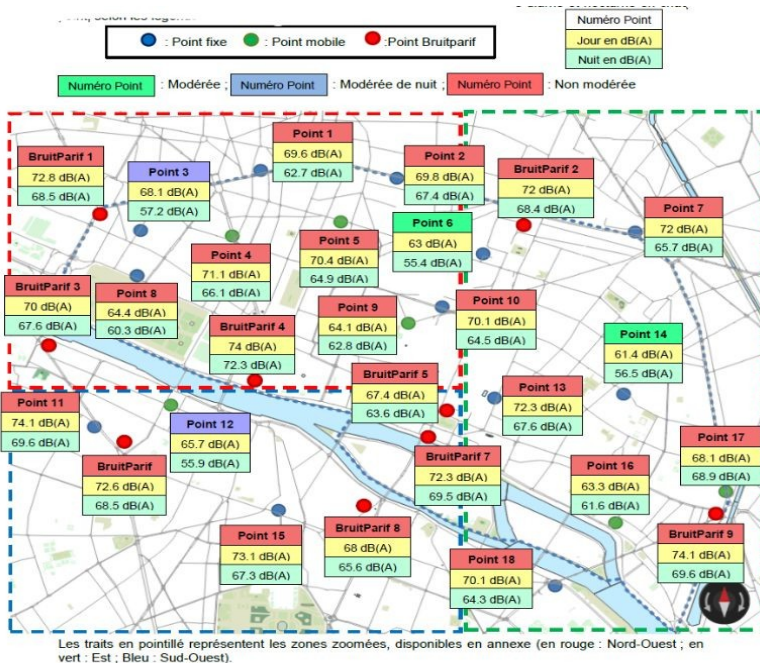 Numéro Point
Jour en dB(A)
Nuit en dB(A)
: Point fixe : Point mobile :Point Bruitparif
Numéro Point : Modérée ; Numéro Point : Modérée de nuit ; Numéro Point : Non modérée
Point 1
69.6 dB(A)
62.7 dB(A)
BruitParif 1
72.8 dB(A)
68.5 dB(A)
Point 3
68.1 dB(A)
57.2 dB(A)
Point 2
69.8 dB(A)
67.4 dB(A)
BruitParif 2
72 dB(A)
68.4 dB(A)
Point 7
72 dB(A)
65.7 dB(A)
Point 6
63 dB(A)
55.4 dB(A)
Point 4
71.1 dB(A)
66.1 dB(A)
Point 5
70.4 dB(A)
64.9 dB(A)
BruitParif 3
70 dB(A)
67.6 dB(A)
Point 8
64.4 dB(A)
60.3 dB(A)
BruitParif 4
74 dB(A)
72.3 dB(A)
Point 9
64.1 dB(A)
62.8 dB(A)
Point 10
70.1 dB(A)
64.5 dB(A)
Point 14
61.4 dB(A)
56.5 dB(A)
BruitParif 5
67.4 dB(A)
63.6 dB(A)
Point 13
72.3 dB(A)
67.6 dB(A)
Point 11
74.1 dB(A)
69.6 dB(A)
Point 12
65.7 dB(A)
55.9 dB(A)
BruitParif
72.6 dB(A)
68.5 dB(A)
BruitParif 7
72.3 dB(A)
69.5 dB(A)
Point 17
68.1 dB(A)
68.9 dB(A)
Point 16
63.3 dB(A)
61.6 dB(A)
Point 15
73.1 dB(A)
67.3 dB(A)
BruitParif 8
68 dB(A)
65.6 dB(A)
BruitParif 9
74.1 dB(A)
69.6 dB(A)
Point 18
70.1 dB(A)
64.3 dB(A)
Les traits en pointillé représentent les zones zoomées, disponibles en annexe (en rouge : Nord-Ouest ; en
vert : Est ; Bleu : Sud-Ouest).